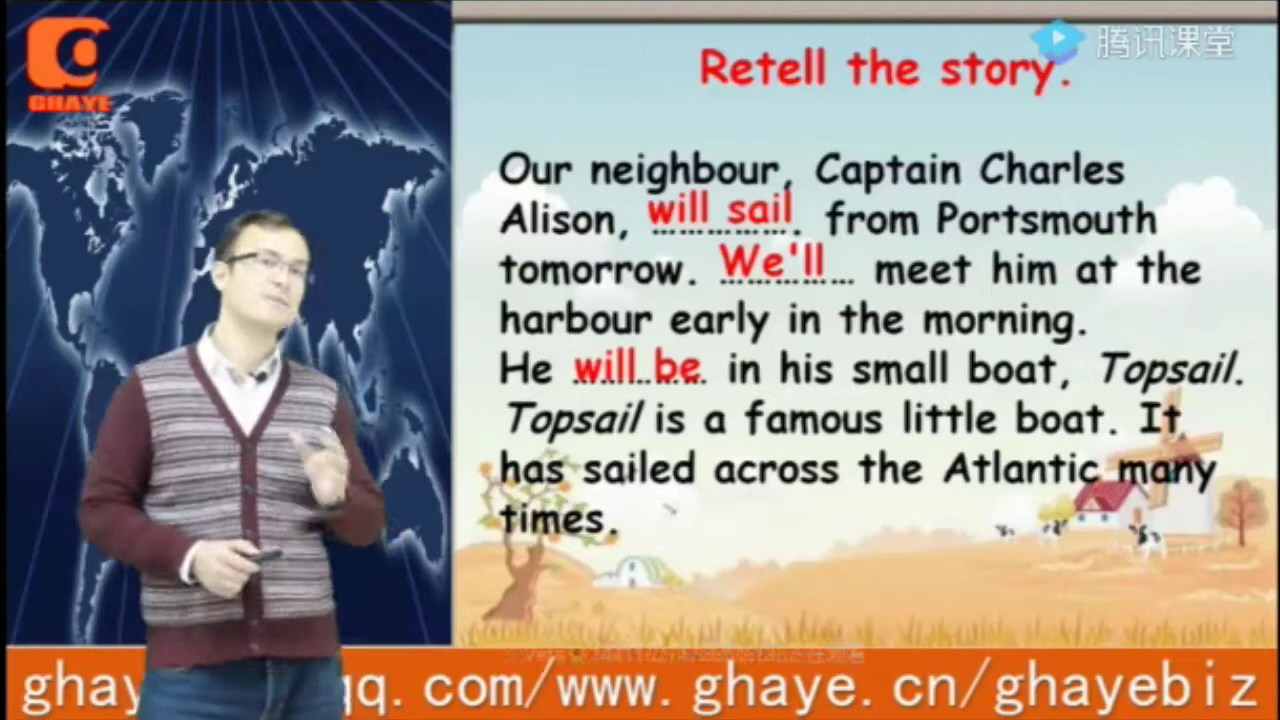 GHAYE
腾讯课堂
Retell the story.
Our neighbour, Captain Charles
Alison, will sail from Portsmouth
tomorrow. We'll meet him at the
harbour early in the morning.
He will be in his small boat, Topsail.
Topsail is a famous little boat. It
has sailed across the Atlantic many
times.
qq.com/www.ghaye.cn/ghayebiz